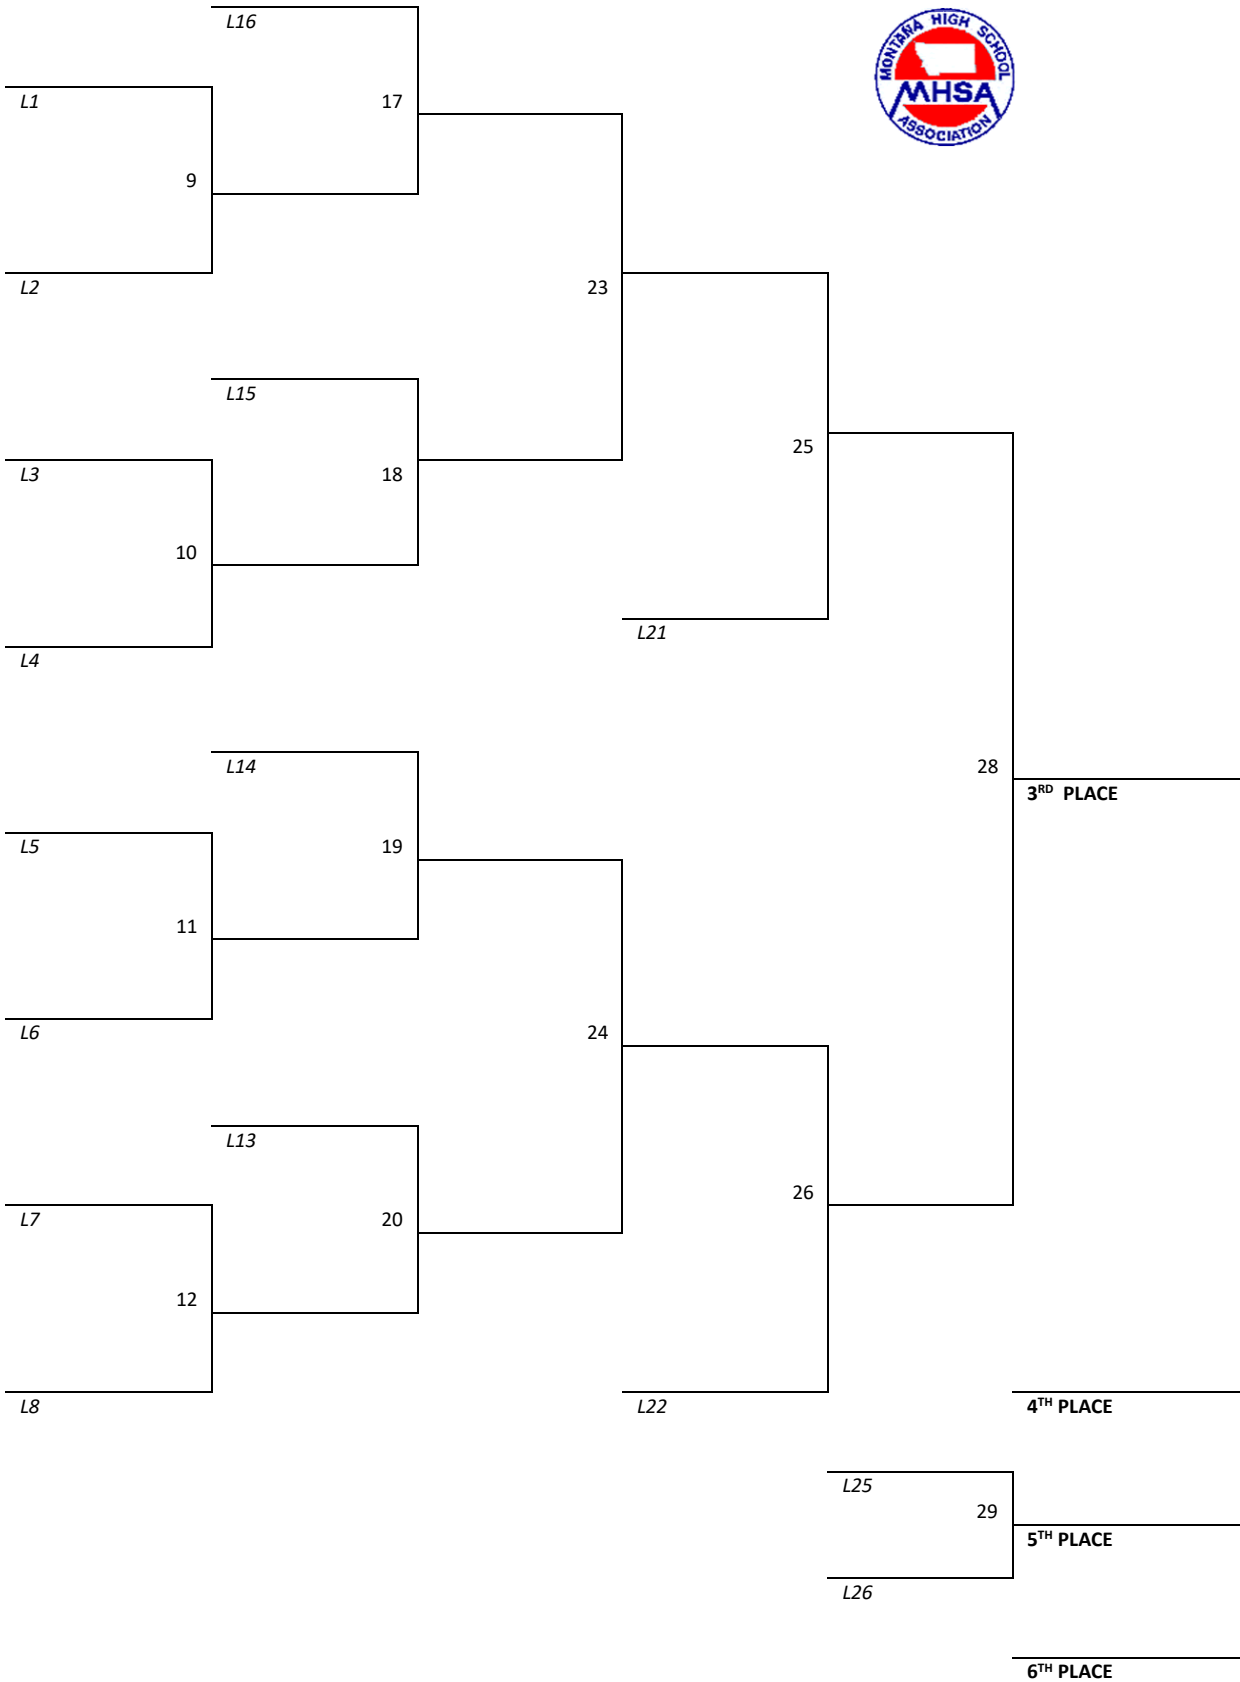 L16
MONTANA HIGH SCHOOL
MHSA
ASSOCIATION
L1
17
9
L2
23
L15
25
L3
18
10
L21
L4
L14
28
3RD PLACE
L5
19
11
L6
24
L13
26
L7
20
12
L8
L22
4TH PLACE
L25
29
5TH PLACE
L26
6TH PLACE